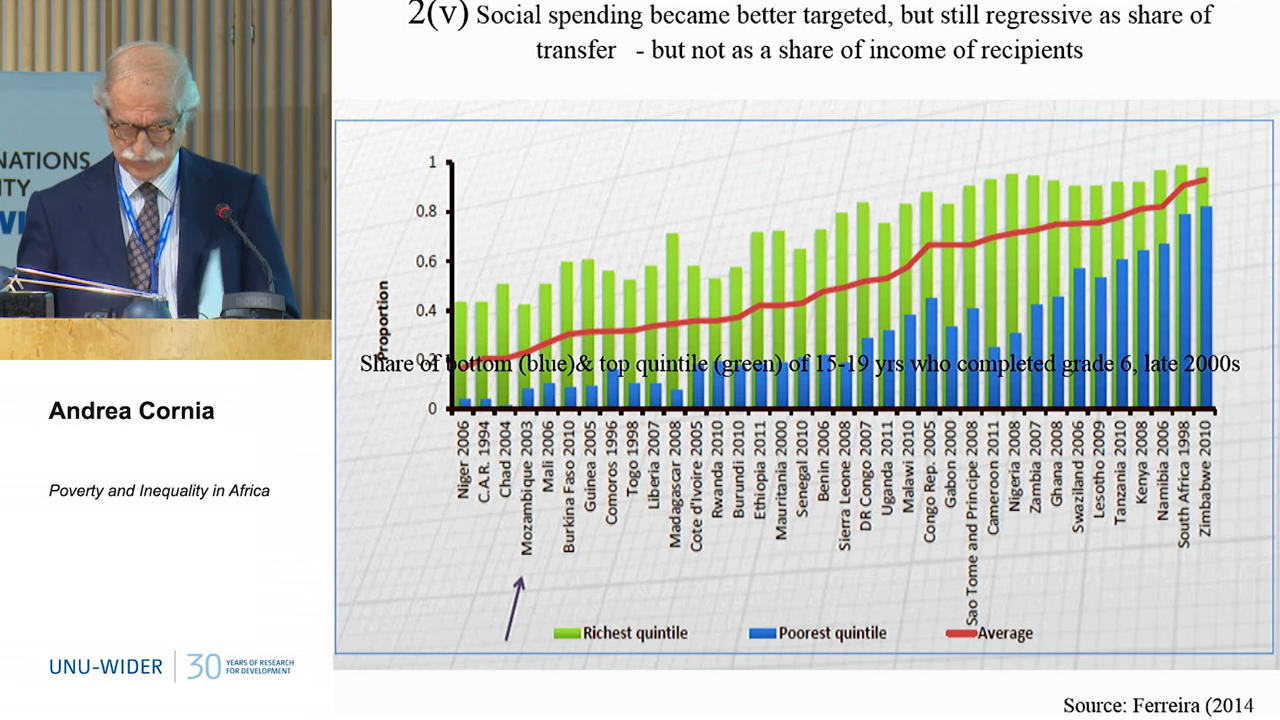 NATIONS
ITY
WI
BOSCH
Andrea Cornia
Poverty and Inequality in Africa
UNU-WIDER
30 YEARS OF RESEARCH
FOR DEVELOPMENT
2(v) Social spending became better targeted, but still regressive as share of
transfer - but not as a share of income of recipients
1
0.8
0.6
0.4
0.2
0
Proportion
Share of bottom (blue)& top quintile (green) of 15-19 yrs who completed grade 6, late 2000s
Niger 2006
C.A.R. 1994
Chad 2004
Mozambique 2003
Mali 2006
Burkina Faso 2010
Guinea 2005
Comoros 1996
Togo 1998
Liberia 2007
Madagascar 2008
Cote d'Ivoire 2005
Rwanda 2010
Burundi 2010
Ethiopia 2011
Mauritania 2000
Senegal 2010
Benin 2006
Sierra Leone 2008
DR Congo 2007
Uganda 2011
Malawi 2010
Congo Rep. 2005
Gabon 2000
Sao Tome and Principe 2008
Cameroon 2011
Nigeria 2008
Zambia 2007
Ghana 2008
Swaziland 2006
Lesotho 2009
Tanzania 2010
Kenya 2008
Namibia 2006
South Africa 1998
Zimbabwe 2010
Richest quintile
Poorest quintile
Average
Source: Ferreira (2014